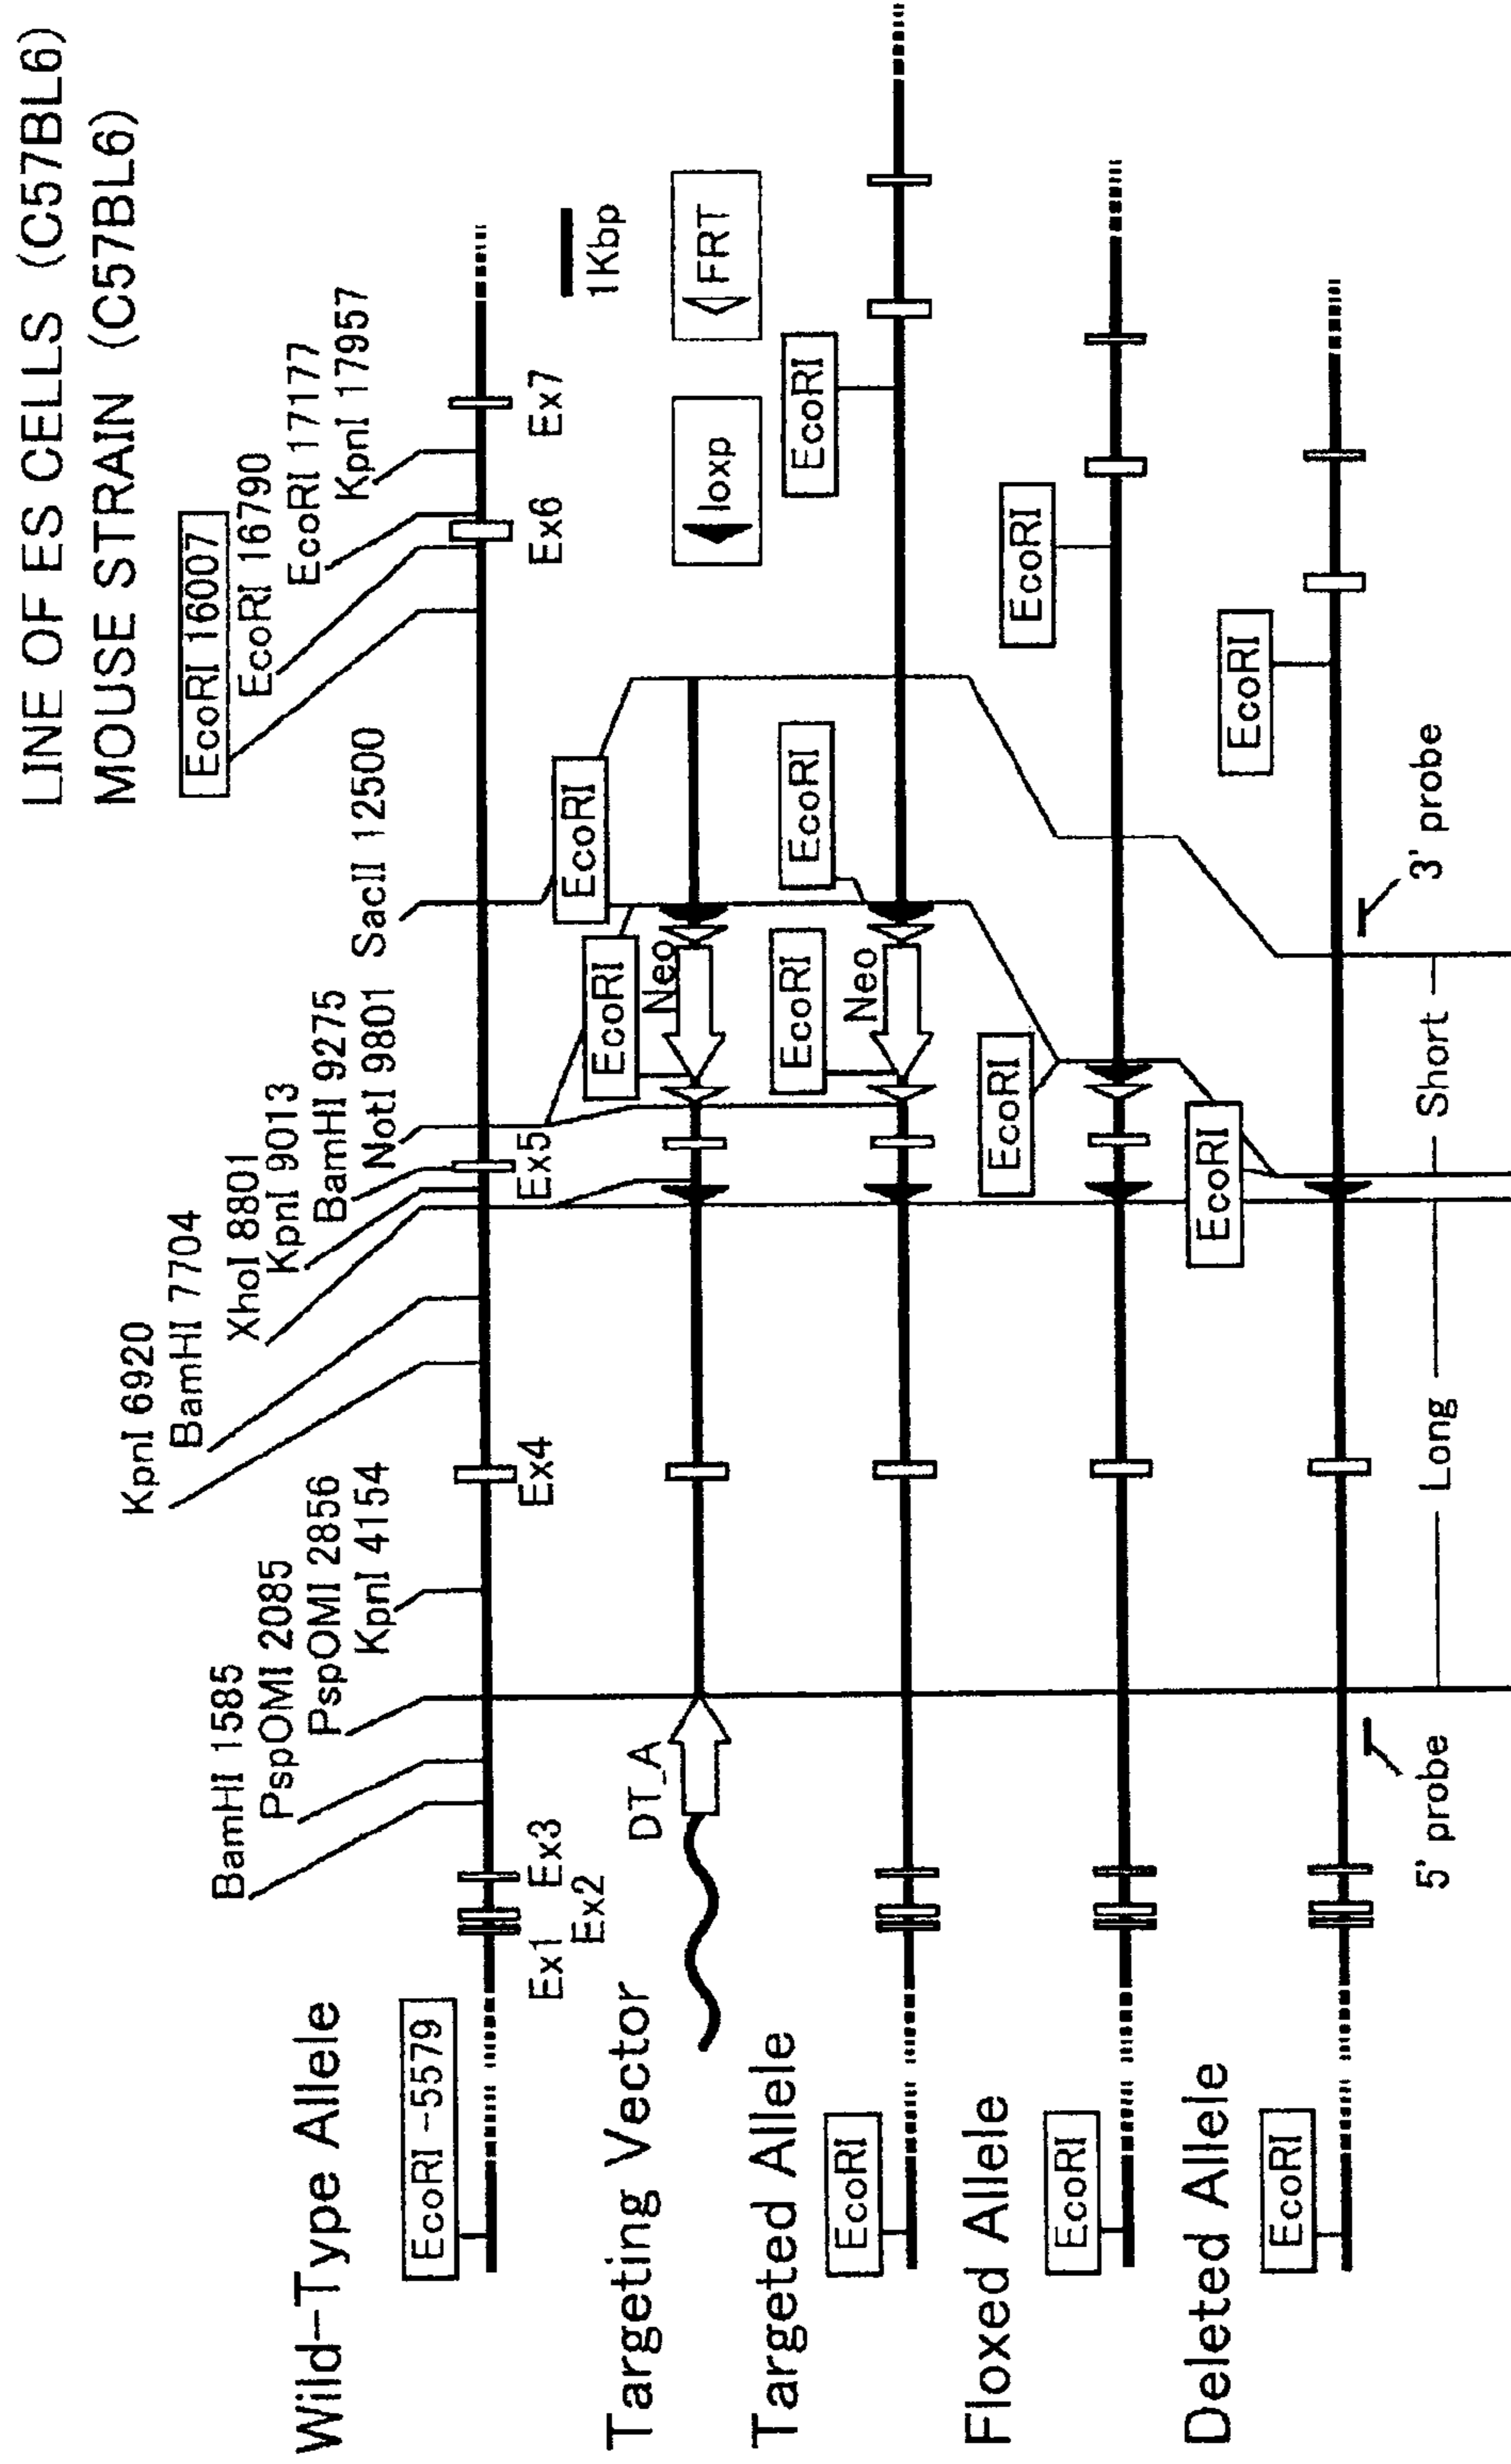 LINE OF ES CELLS (C57BL6)
MOUSE STRAIN (C57BL6)
Wild-Type Allele
EcoRI -5579
BamHI 1585
PspOMI 2085
PspOMI 2856
KpnI 4154
KpnI 6920
BamHI 7704
XhoI 8801
KpnI 9013
BamHI 9275
NotI 9801
SacII 12500
EcoRI 16007
EcoRI 16790
EcoRI 17177
KpnI 17957
Ex1
Ex2
Ex3
Ex4
Ex5
Ex6
Ex7
1Kbp
Targeting Vector
DT_A
EcoRI
Neo
EcoRI
loxp
FRT
Targeted Allele
EcoRI
EcoRI
Neo
EcoRI
EcoRI
Floxed Allele
EcoRI
EcoRI
EcoRI
Deleted Allele
EcoRI
EcoRI
EcoRI
5' probe
3' probe
Long
Short